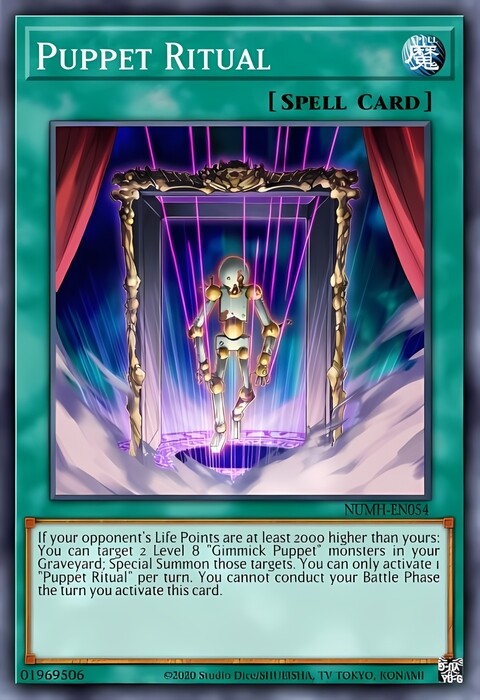 PUPPET RITUAL
魔
[SPELL CARD]
NUMH-EN054
If your opponent's Life Points are at least 2000 higher than yours:
You can target 2 Level 8 "Gimmick Puppet" monsters in your
Graveyard; Special Summon those targets. You can only activate 1
"Puppet Ritual" per turn. You cannot conduct your Battle Phase
the turn you activate this card.
01969506
©2020 Studio Dice/SHUEISHA, TV TOKYO, KONAMI